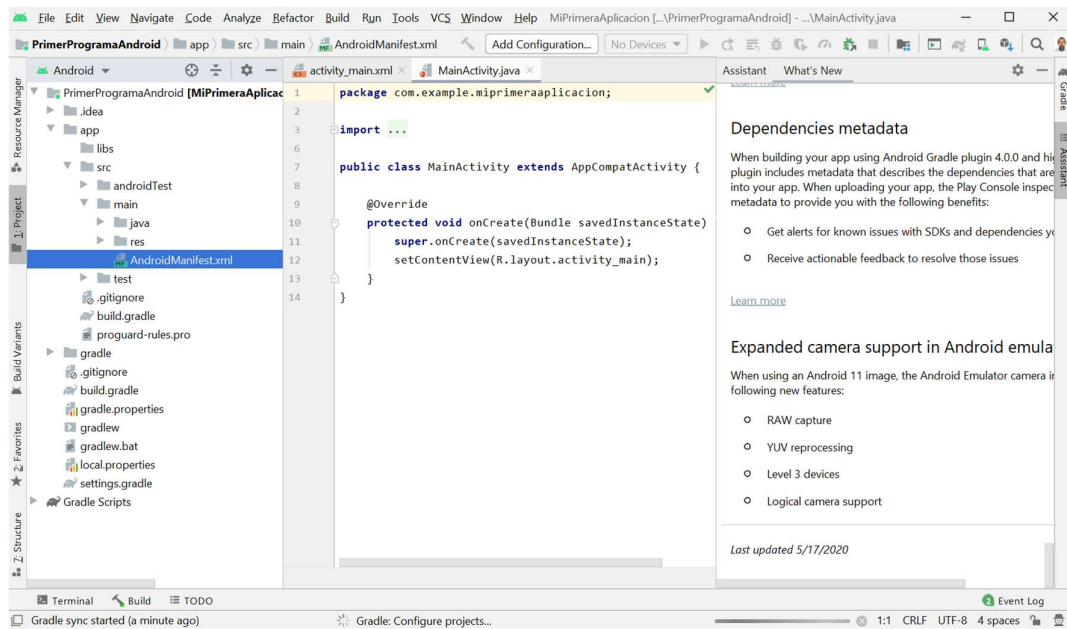 File Edit View Navigate Code Analyze Refactor Build Run Tools VCS Window Help MiPrimeraAplicacion [...\PrimerProgramaAndroid] - ...\MainActivity.java
PrimerProgramaAndroid app src main AndroidManifest.xml Add Configuration... No Devices
Android activity_main.xml MainActivity.java Assistant What's New
Resource Manager
1: Project
Build Variants
2: Favorites
7: Structure
PrimerProgramaAndroid [MiPrimeraAplicac
.idea
app
libs
src
androidTest
main
java
res
AndroidManifest.xml
test
.gitignore
build.gradle
proguard-rules.pro
gradle
.gitignore
build.gradle
gradle.properties
gradlew
gradlew.bat
local.properties
settings.gradle
Gradle Scripts
1 package com.example.miprimeraaplicacion;
2
3 import ...
6
7 public class MainActivity extends AppCompatActivity {
8
9 @Override
10 protected void onCreate(Bundle savedInstanceState)
11 super.onCreate(savedInstanceState);
12 setContentView(R.layout.activity_main);
13 }
14 }
Learn more
Dependencies metadata
When building your app using Android Gradle plugin 4.0.0 and hi
plugin includes metadata that describes the dependencies that are
into your app. When uploading your app, the Play Console inspec
metadata to provide you with the following benefits:
Get alerts for known issues with SDKs and dependencies yo
Receive actionable feedback to resolve those issues
Learn more
Expanded camera support in Android emula
When using an Android 11 image, the Android Emulator camera in
following new features:
RAW capture
YUV reprocessing
Level 3 devices
Logical camera support
Last updated 5/17/2020
Gradle
Assistant
Terminal Build TODO 2 Event Log
Gradle sync started (a minute ago) Gradle: Configure projects... 1:1 CRLF UTF-8 4 spaces